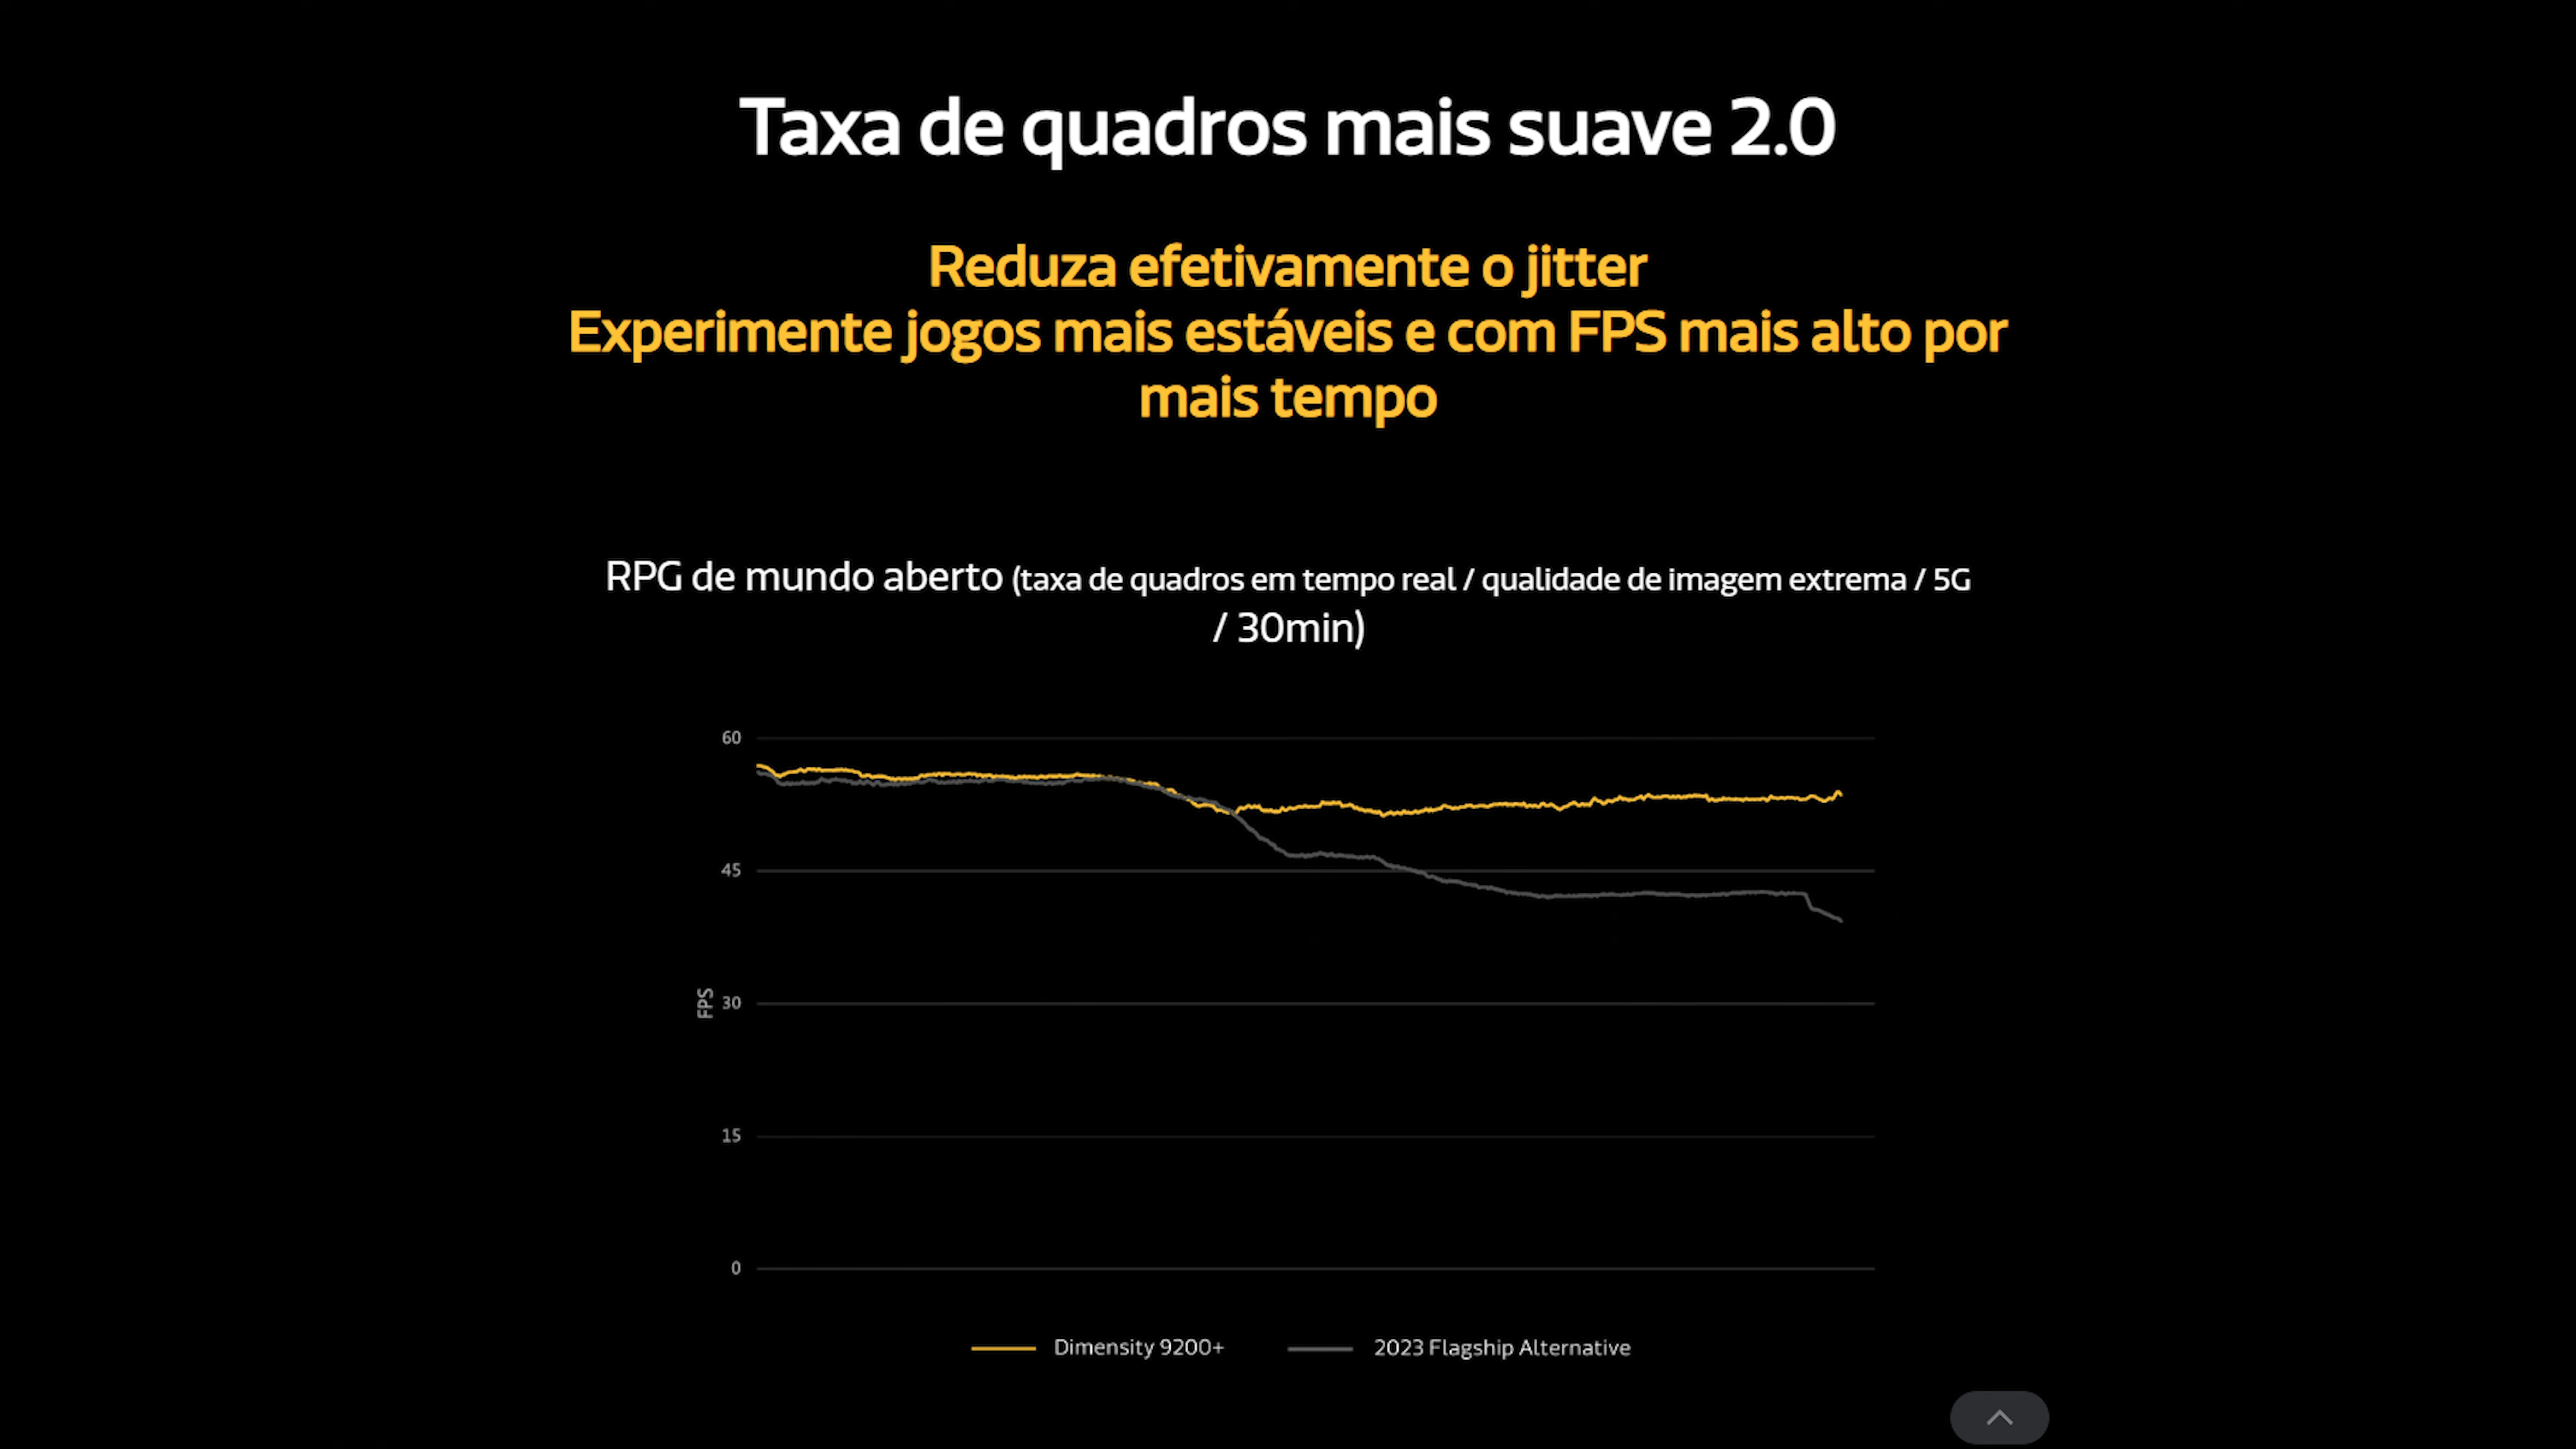 Taxa de quadros mais suave 2.0
Reduza efetivamente o jitter
Experimente jogos mais estáveis e com FPS mais alto por
mais tempo
RPG de mundo aberto (taxa de quadros em tempo real / qualidade de imagem extrema / 5G
/ 30min)
60
45
FPS 30
15
0
Dimensity 9200+ 2023 Flagship Alternative